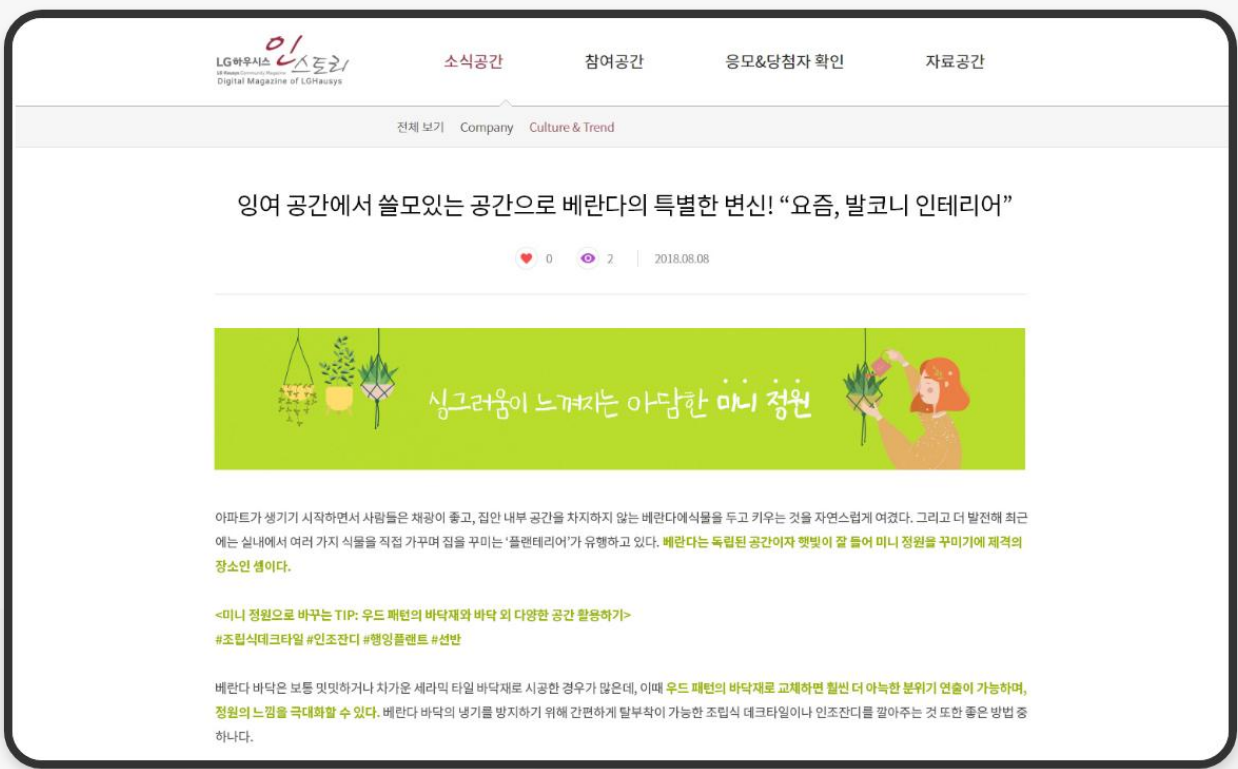 LG하우시스 인스토리
LG Hausys Community Magazine
Digital Magazine of LGHausys
소식공간 참여공간 응모&당첨자 확인 자료공간
전체 보기 Company Culture & Trend
잉여 공간에서 쓸모있는 공간으로 베란다의 특별한 변신! “요즘, 발코니 인테리어”
0 2 2018.08.08
싱그러움이 느껴지는 아담한 미니 정원
아파트가 생기기 시작하면서 사람들은 채광이 좋고, 집안 내부 공간을 차지하지 않는 베란다에식물을 두고 키우는 것을 자연스럽게 여겼다. 그리고 더 발전해 최근
에는 실내에서 여러 가지 식물을 직접 가꾸며 집을 꾸미는 ‘플랜테리어’가 유행하고 있다. 베란다는 독립된 공간이자 햇빛이 잘 들어 미니 정원을 꾸미기에 제격의
장소인 셈이다.
<미니 정원으로 바꾸는 TIP: 우드 패턴의 바닥재와 바닥 외 다양한 공간 활용하기>
#조립식데크타일 #인조잔디 #행잉플랜트 #선반
베란다 바닥은 보통 밋밋하거나 차가운 세라믹 타일 바닥재로 시공한 경우가 많은데, 이때 우드 패턴의 바닥재로 교체하면 훨씬 더 아늑한 분위기 연출이 가능하며,
정원의 느낌을 극대화할 수 있다. 베란다 바닥의 냉기를 방지하기 위해 간편하게 탈부착이 가능한 조립식 데크타일이나 인조잔디를 깔아주는 것 또한 좋은 방법 중
하나다.